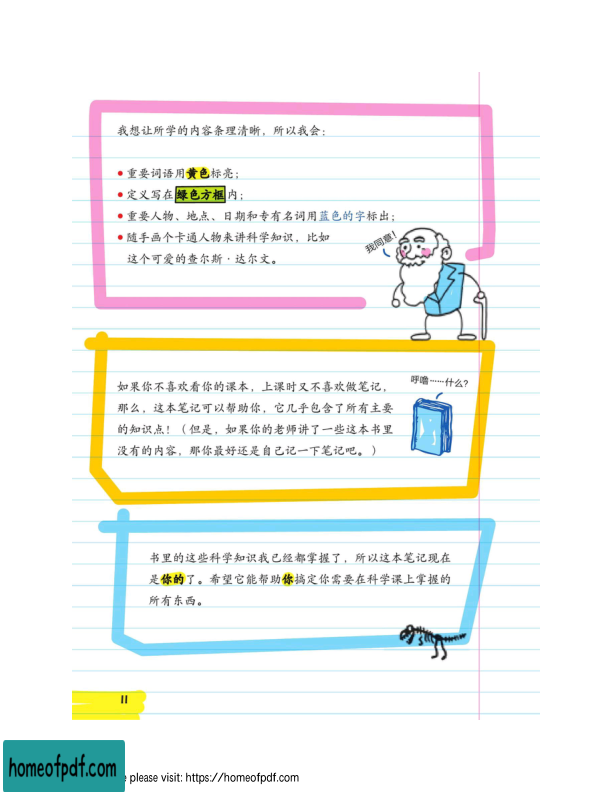 我想让所学的内容条理清晰，所以我会：
● 重要词语用黄色标亮；
● 定义写在绿色方框内；
● 重要人物、地点、日期和专有名词用蓝色的字标出；
● 随手画个卡通人物来讲科学知识，比如
这个可爱的查尔斯·达尔文。
我同意！
如果你不喜欢看你的课本，上课时又不喜欢做笔记，
那么，这本笔记可以帮助你，它几乎包含了所有主要
的知识点！（但是，如果你的老师讲了一些这本书里
没有的内容，那你最好还是自己记一下笔记吧。）
呼噜……什么？
书里的这些科学知识我已经都掌握了，所以这本笔记现在
是你的了。希望它能帮助你搞定你需要在科学课上掌握的
所有东西。
II
homeofpdf.com
e please visit: https://homeofpdf.com